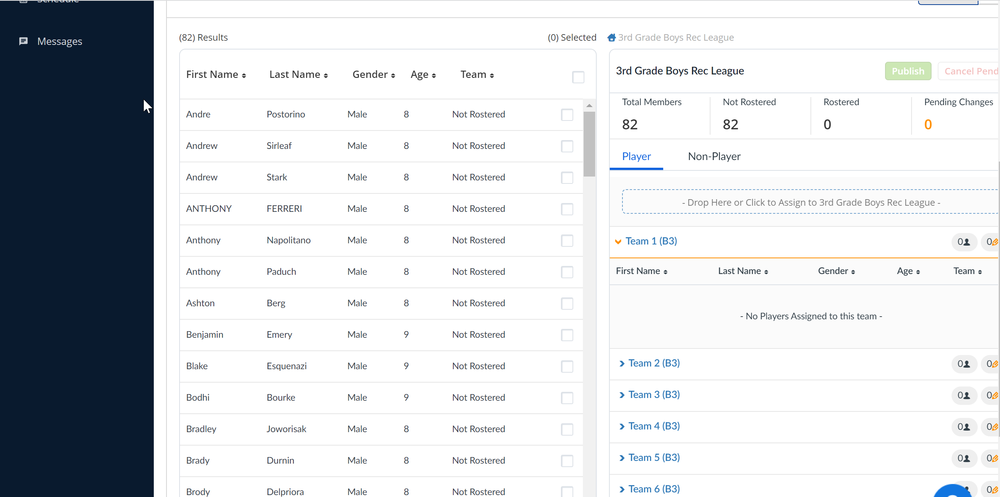 Schedule
Messages
(82) Results
(0) Selected
3rd Grade Boys Rec League
First Name Last Name Gender Age Team
Andre Postorino Male 8 Not Rostered
Andrew Sirleaf Male 8 Not Rostered
Andrew Stark Male 8 Not Rostered
ANTHONY FERRERI Male 8 Not Rostered
Anthony Napolitano Male 8 Not Rostered
Anthony Paduch Male 8 Not Rostered
Ashton Berg Male 8 Not Rostered
Benjamin Emery Male 9 Not Rostered
Blake Esquenazi Male 9 Not Rostered
Bodhi Bourke Male 9 Not Rostered
Bradley Joworisak Male 8 Not Rostered
Brady Durnin Male 8 Not Rostered
Brody Delpriora Male 8 Not Rostered
3rd Grade Boys Rec League
Publish
Cancel Pend
Total Members Not Rostered Rostered Pending Changes
82 82 0 0
Player Non-Player
- Drop Here or Click to Assign to 3rd Grade Boys Rec League -
Team 1 (B3) 0 0
First Name Last Name Gender Age Team
- No Players Assigned to this team -
Team 2 (B3) 0 0
Team 3 (B3) 0 0
Team 4 (B3) 0 0
Team 5 (B3) 0 0
Team 6 (B3) 0